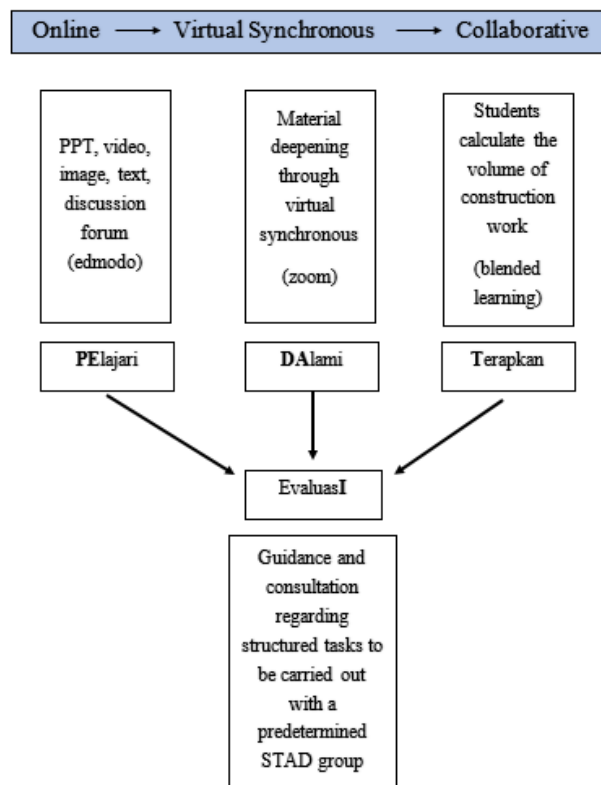 Online → Virtual Synchronous → Collaborative
PPT, video,
image, text,
discussion
forum
(edmodo)
Material
deepening
through
virtual
synchronous
(zoom)
Students
calculate the
volume of
construction
work
(blended
learning)
PElajari
DAlami
Terapkan
EvaluasI
Guidance and
consultation
regarding
structured tasks to
be carried out
with a
predetermined
STAD group